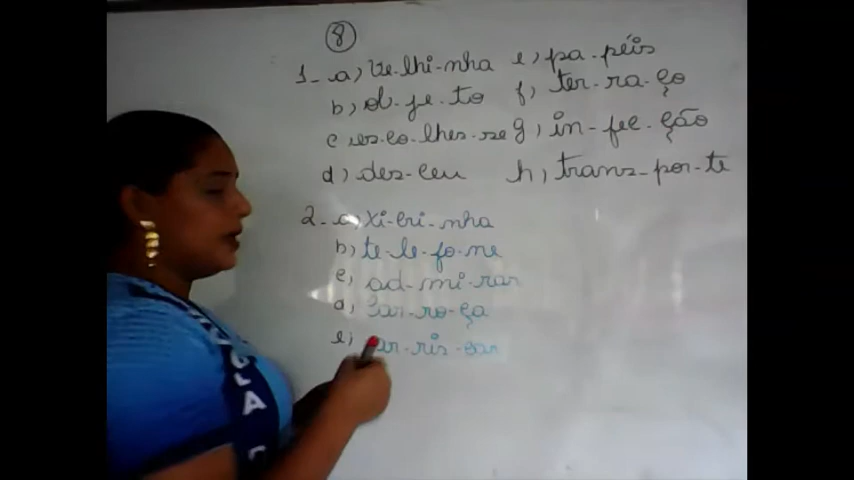 8
1- a) ve-lhi-nha e) pa-péis
b) ob-je-to f) ter-ra-ço
c es-co-lhes-se g) in-fec-ção
d) des-ceu h) trans-por-te
2- a) xi-cri-nha
b) te-le-fo-ne
c) ad-mi-rar
d) car-ro-ça
e) ar-ris-car